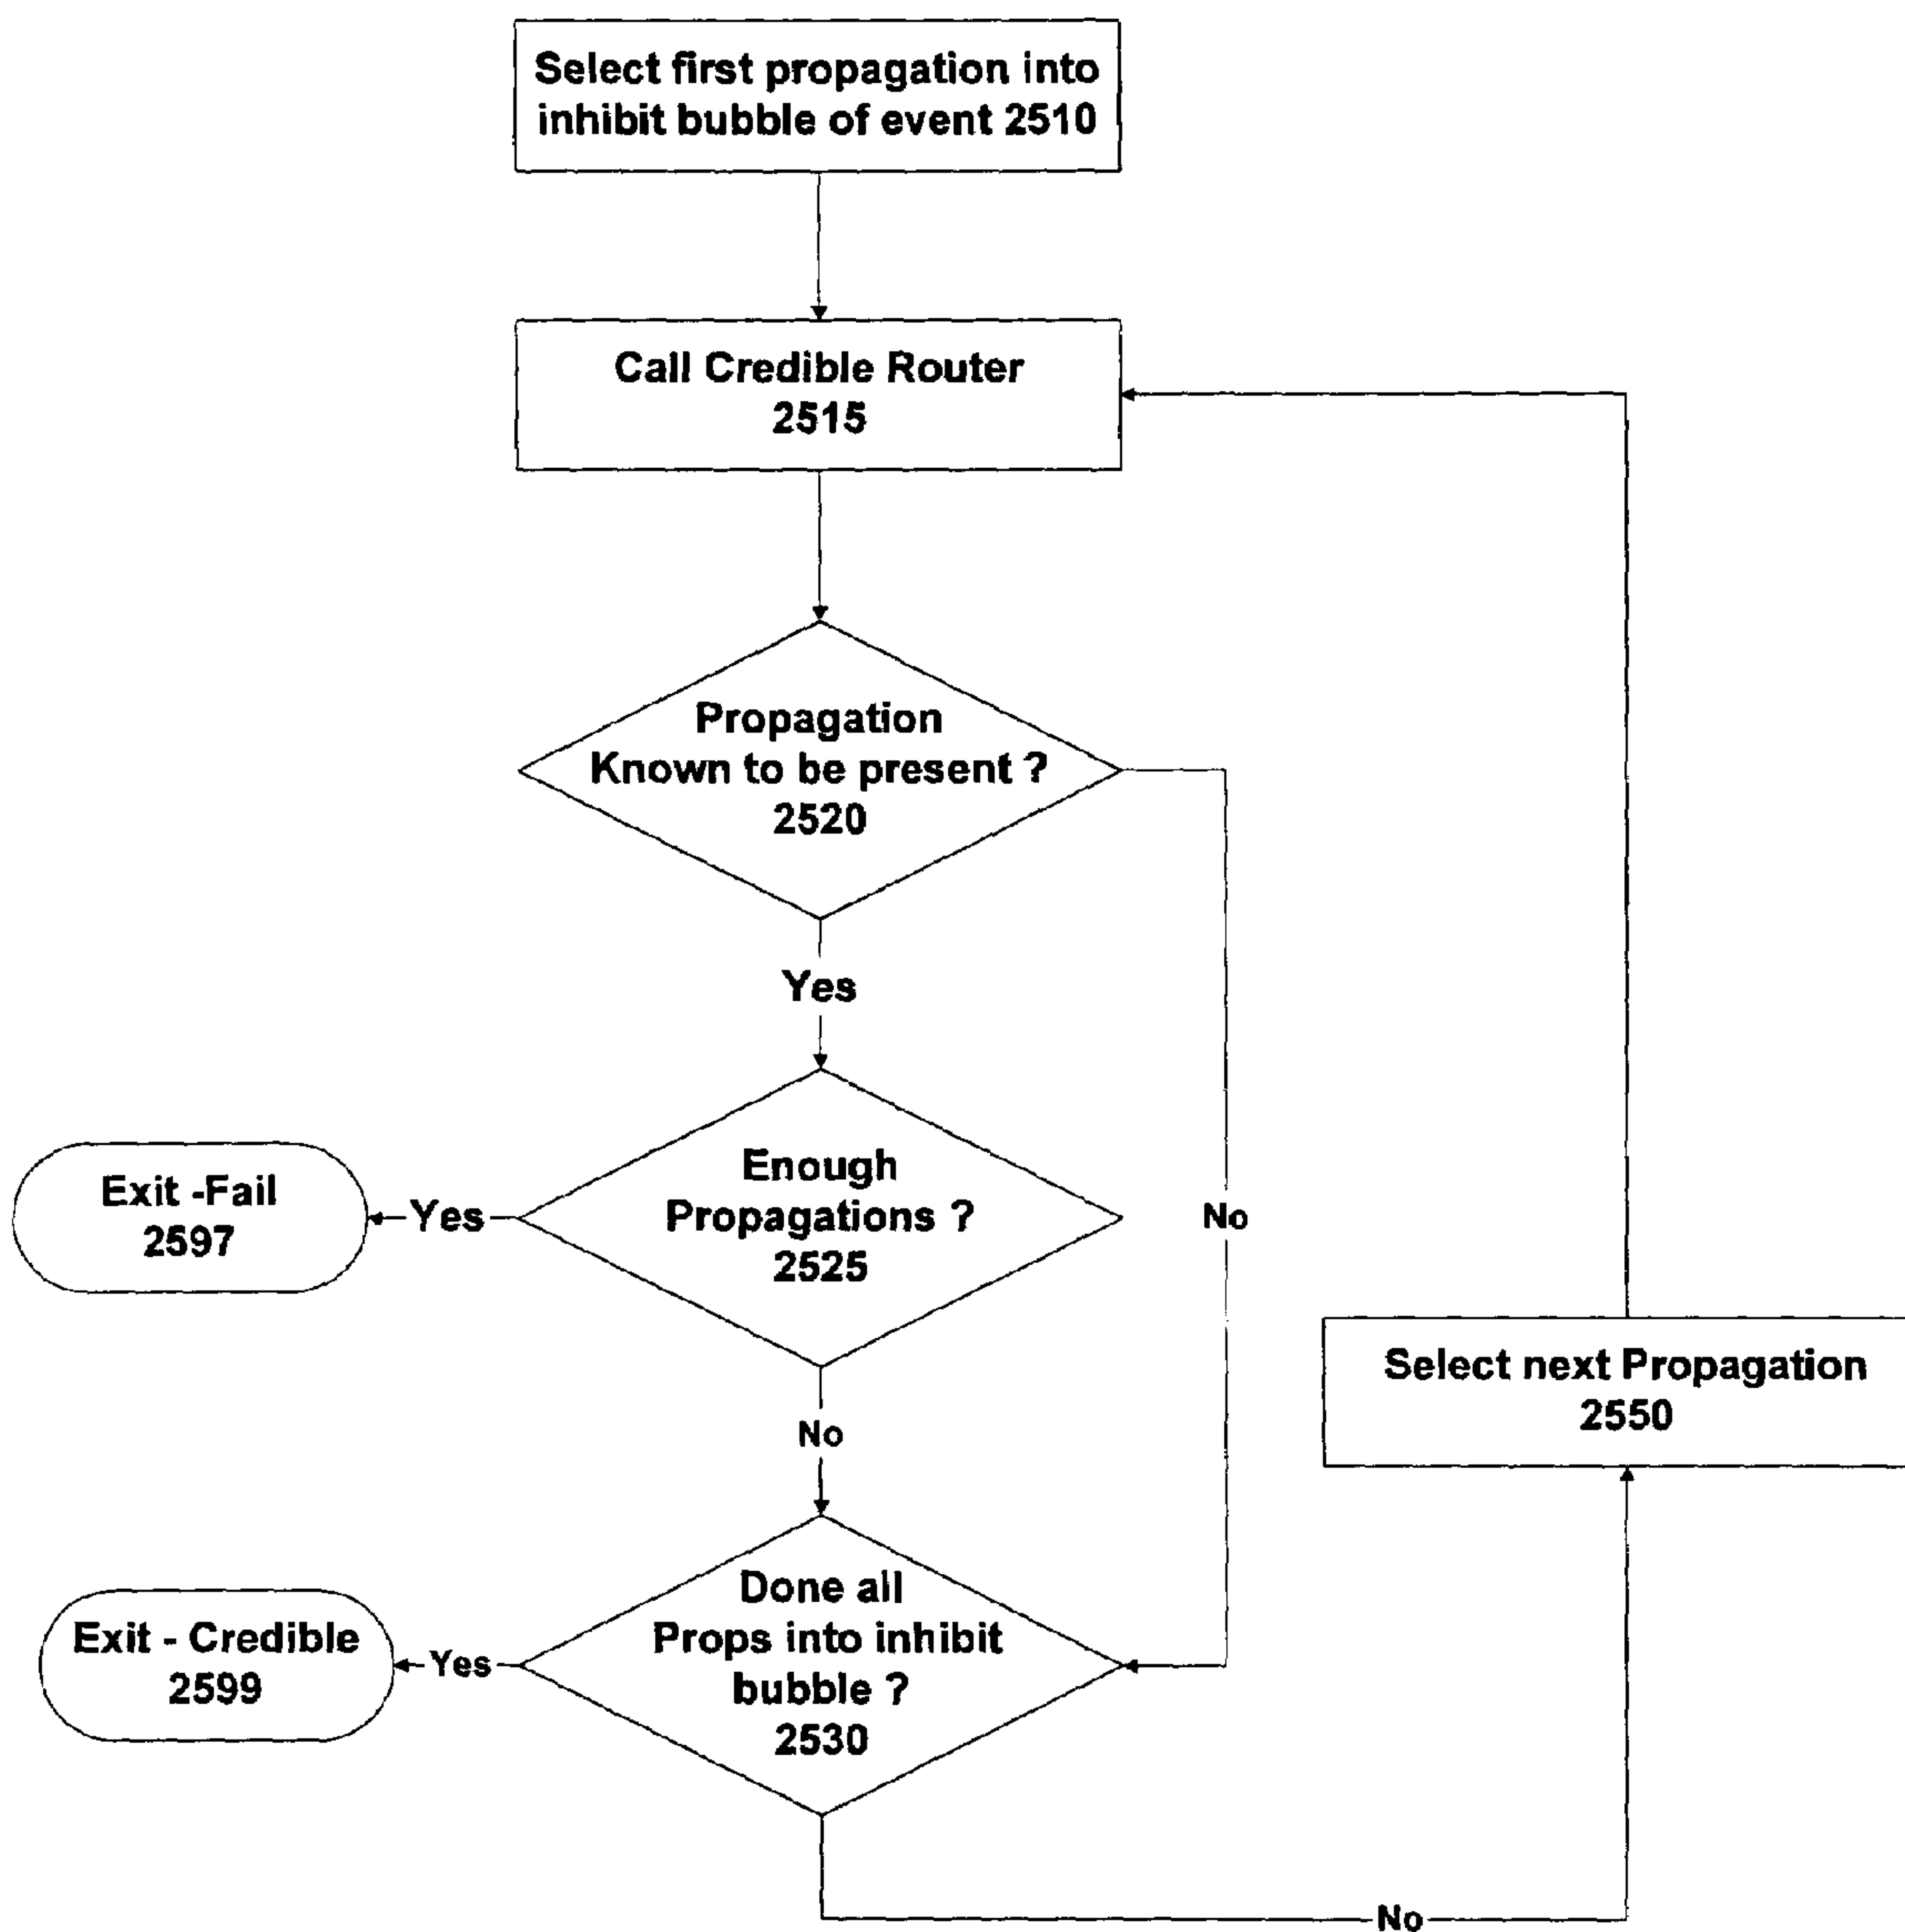 Select first propagation into
inhibit bubble of event 2510
Call Credible Router
2515
Propagation
Known to be present ?
2520
Yes
Enough
Propagations ?
2525
Exit -Fail
2597
Yes
No
No
Select next Propagation
2550
Done all
Props into inhibit
bubble ?
2530
Exit - Credible
2599
Yes
No